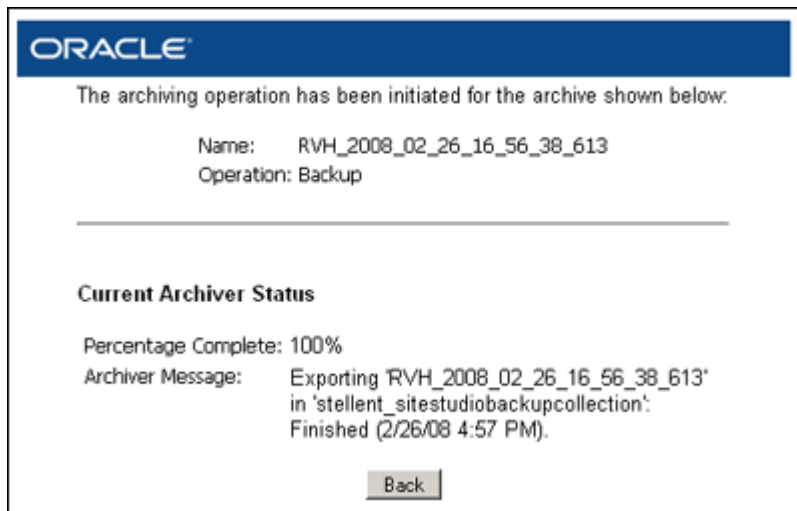 ORACLE
The archiving operation has been initiated for the archive shown below:
Name: RVH_2008_02_26_16_56_38_613
Operation: Backup
Current Archiver Status
Percentage Complete: 100%
Archiver Message: Exporting 'RVH_2008_02_26_16_56_38_613'
in 'stellent_sitestudiobackupcollection':
Finished (2/26/08 4:57 PM).
Back